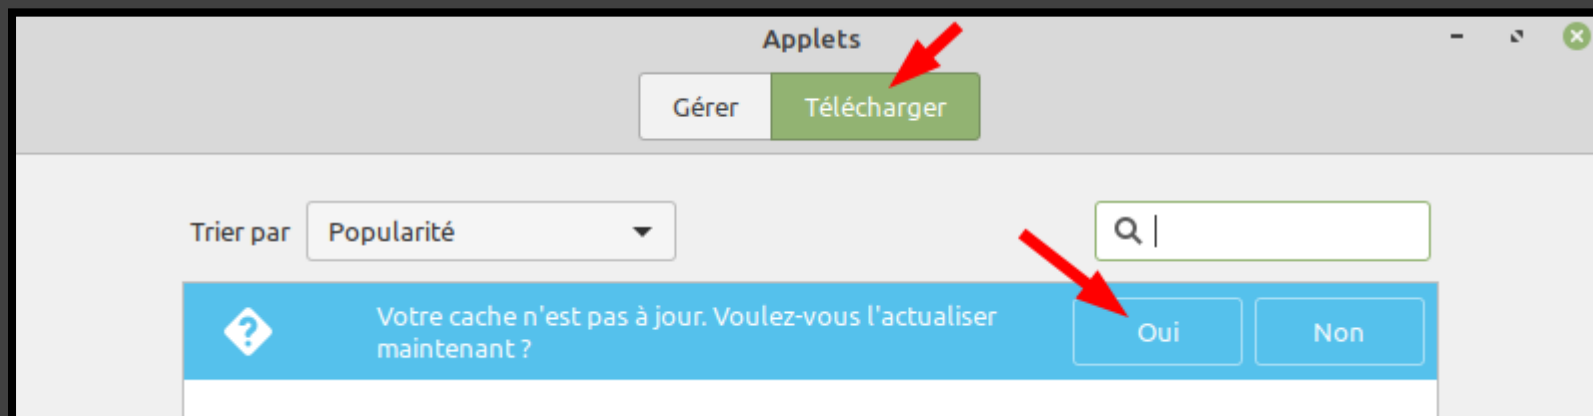 Applets
Gérer Télécharger
Trier par Popularité
Votre cache n'est pas à jour. Voulez-vous l'actualiser
maintenant ?
Oui Non